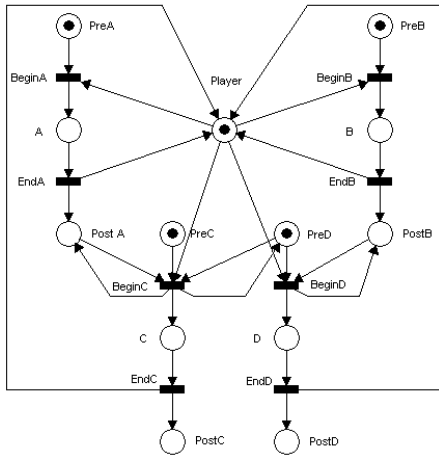 PreA
PreB
BeginA
Player
BeginB
A
B
EndA
EndB
Post A
PreC
PreD
PostB
BeginC
BeginD
C
D
EndC
EndD
PostC
PostD